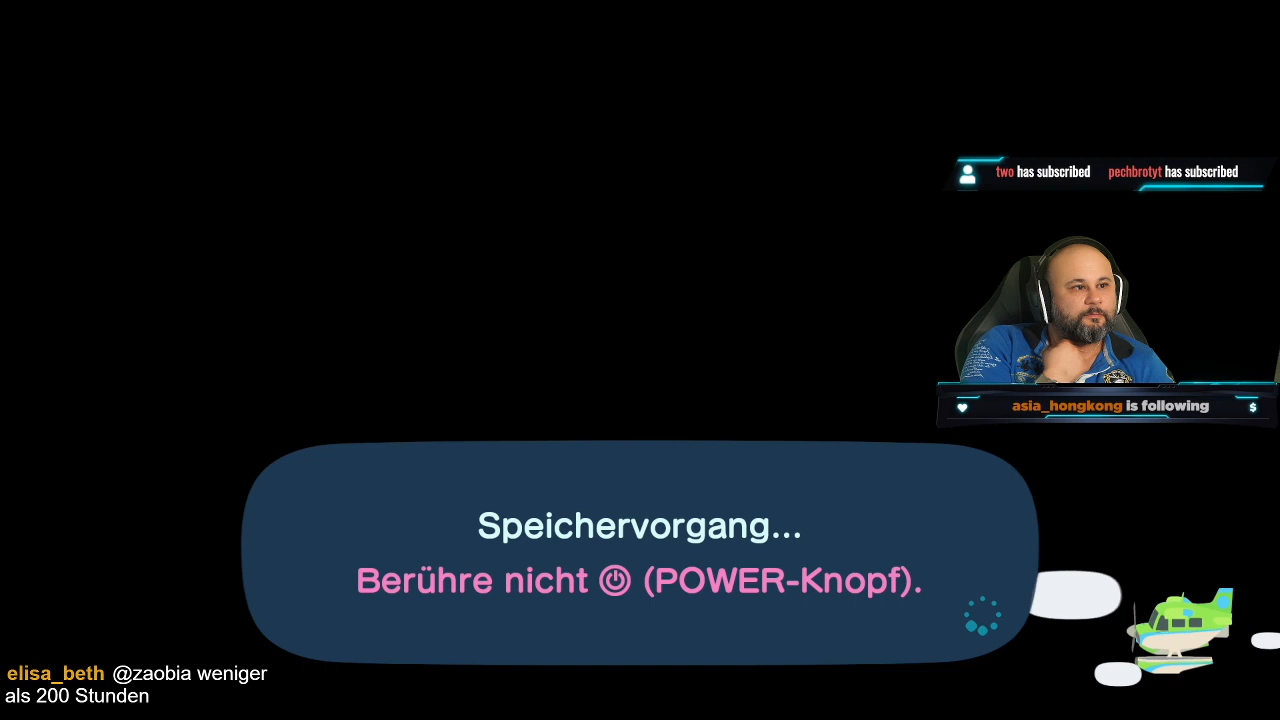 two has subscribed pechbrotyt has subscribed
asia_hongkong is following
$
Speichervorgang...
Berühre nicht ⏻ (POWER-Knopf).
elisa_beth @zaobia weniger
als 200 Stunden